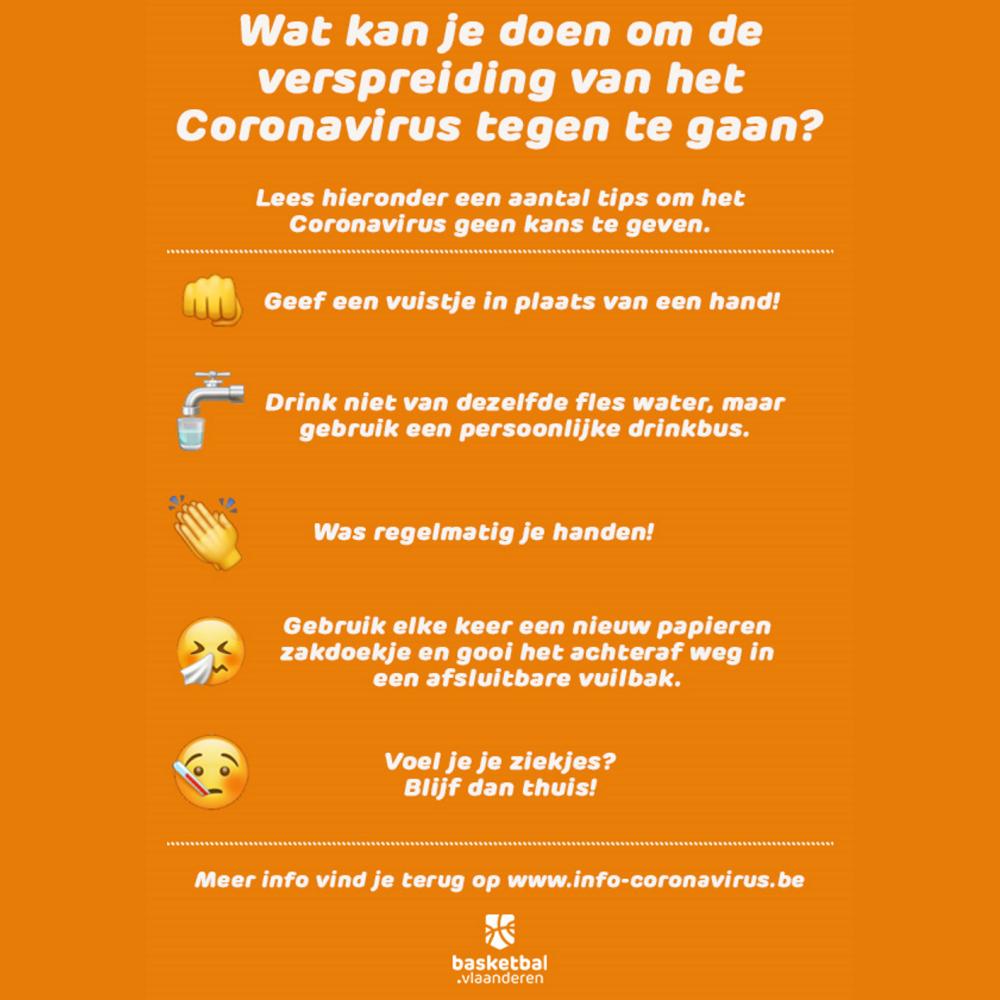 Wat kan je doen om de
verspreiding van het
Coronavirus tegen te gaan?
Lees hieronder een aantal tips om het
Coronavirus geen kans te geven.
Geef een vuistje in plaats van een hand!
Drink niet van dezelfde fles water, maar
gebruik een persoonlijke drinkbus.
Was regelmatig je handen!
Gebruik elke keer een nieuw papieren
zakdoekje en gooi het achteraf weg in
een afsluitbare vuilbak.
Voel je je ziekjes?
Blijf dan thuis!
Meer info vind je terug op www.info-coronavirus.be
basketbal
.vlaanderen